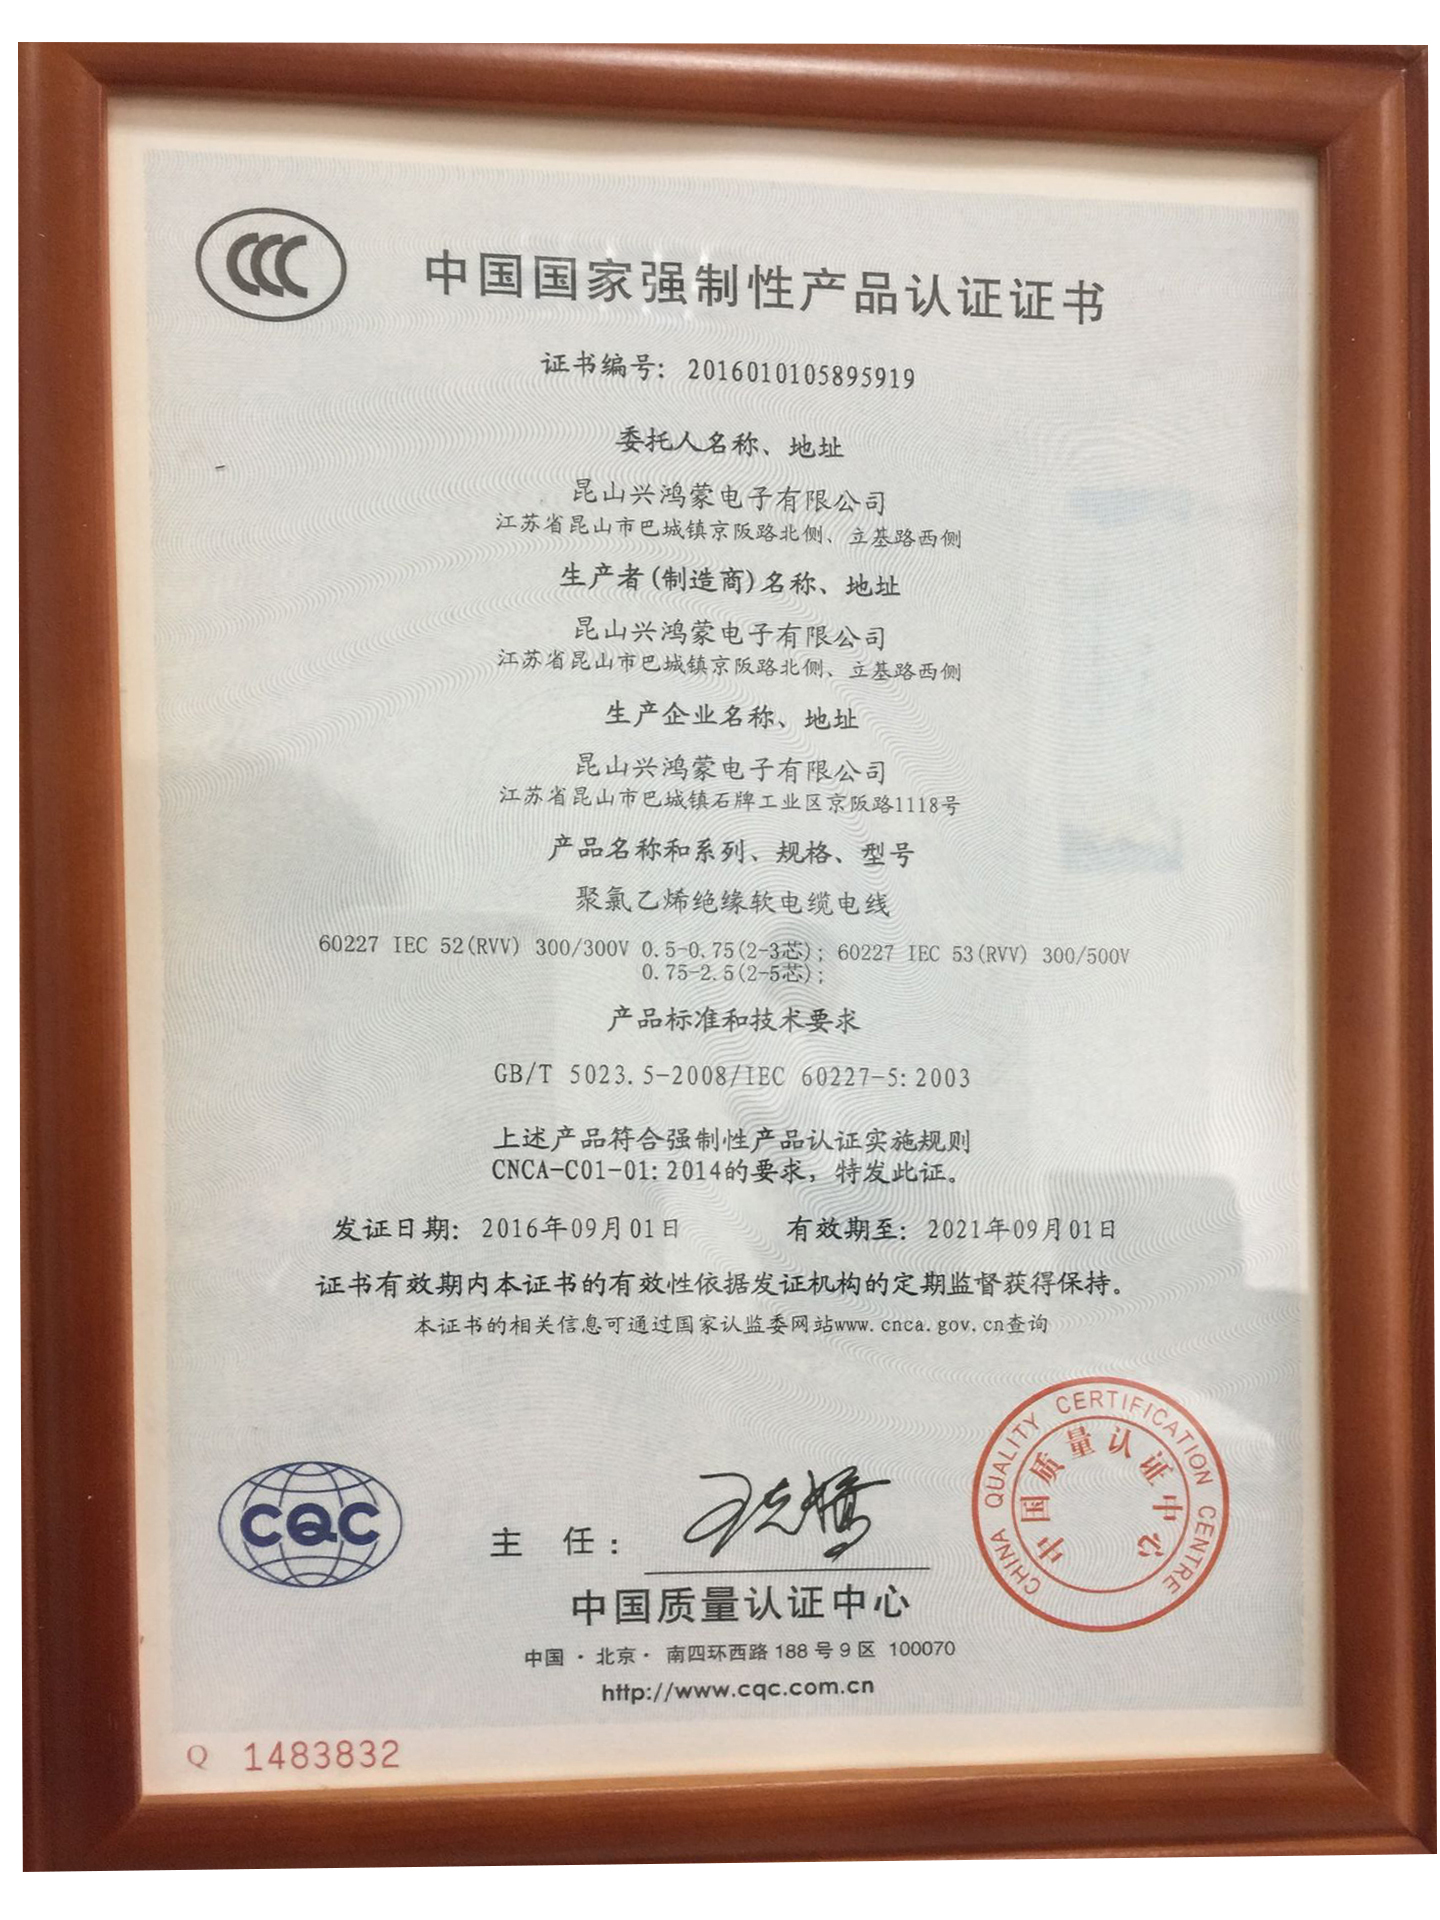 CCC
中国国家强制性产品认证证书
证书编号: 2016010105895919
委托人名称、地址
昆山兴鸿蒙电子有限公司
江苏省昆山市巴城镇京阪路北侧、立基路西侧
生产者(制造商)名称、地址
昆山兴鸿蒙电子有限公司
江苏省昆山市巴城镇京阪路北侧、立基路西侧
生产企业名称、地址
昆山兴鸿蒙电子有限公司
江苏省昆山市巴城镇石牌工业区京阪路1118号
产品名称和系列、规格、型号
聚氯乙烯绝缘软电缆电线
60227 IEC 52(RVV) 300/300V 0.5-0.75(2-3芯); 60227 IEC 53(RVV) 300/500V
0.75-2.5(2-5芯);
产品标准和技术要求
GB/T 5023.5-2008/IEC 60227-5:2003
上述产品符合强制性产品认证实施规则
CNCA-C01-01:2014的要求, 特发此证。
发证日期: 2016年09月01日 有效期至: 2021年09月01日
证书有效期内本证书的有效性依据发证机构的定期监督获得保持。
本证书的相关信息可通过国家认监委网站www.cnca.gov.cn查询
CQC
主 任:
中国质量认证中心
中国·北京·南四环西路188号9区 100070
http://www.cqc.com.cn
CHINA QUALITY CERTIFICATION CENTRE
中国质量认证中心
Q 1483832